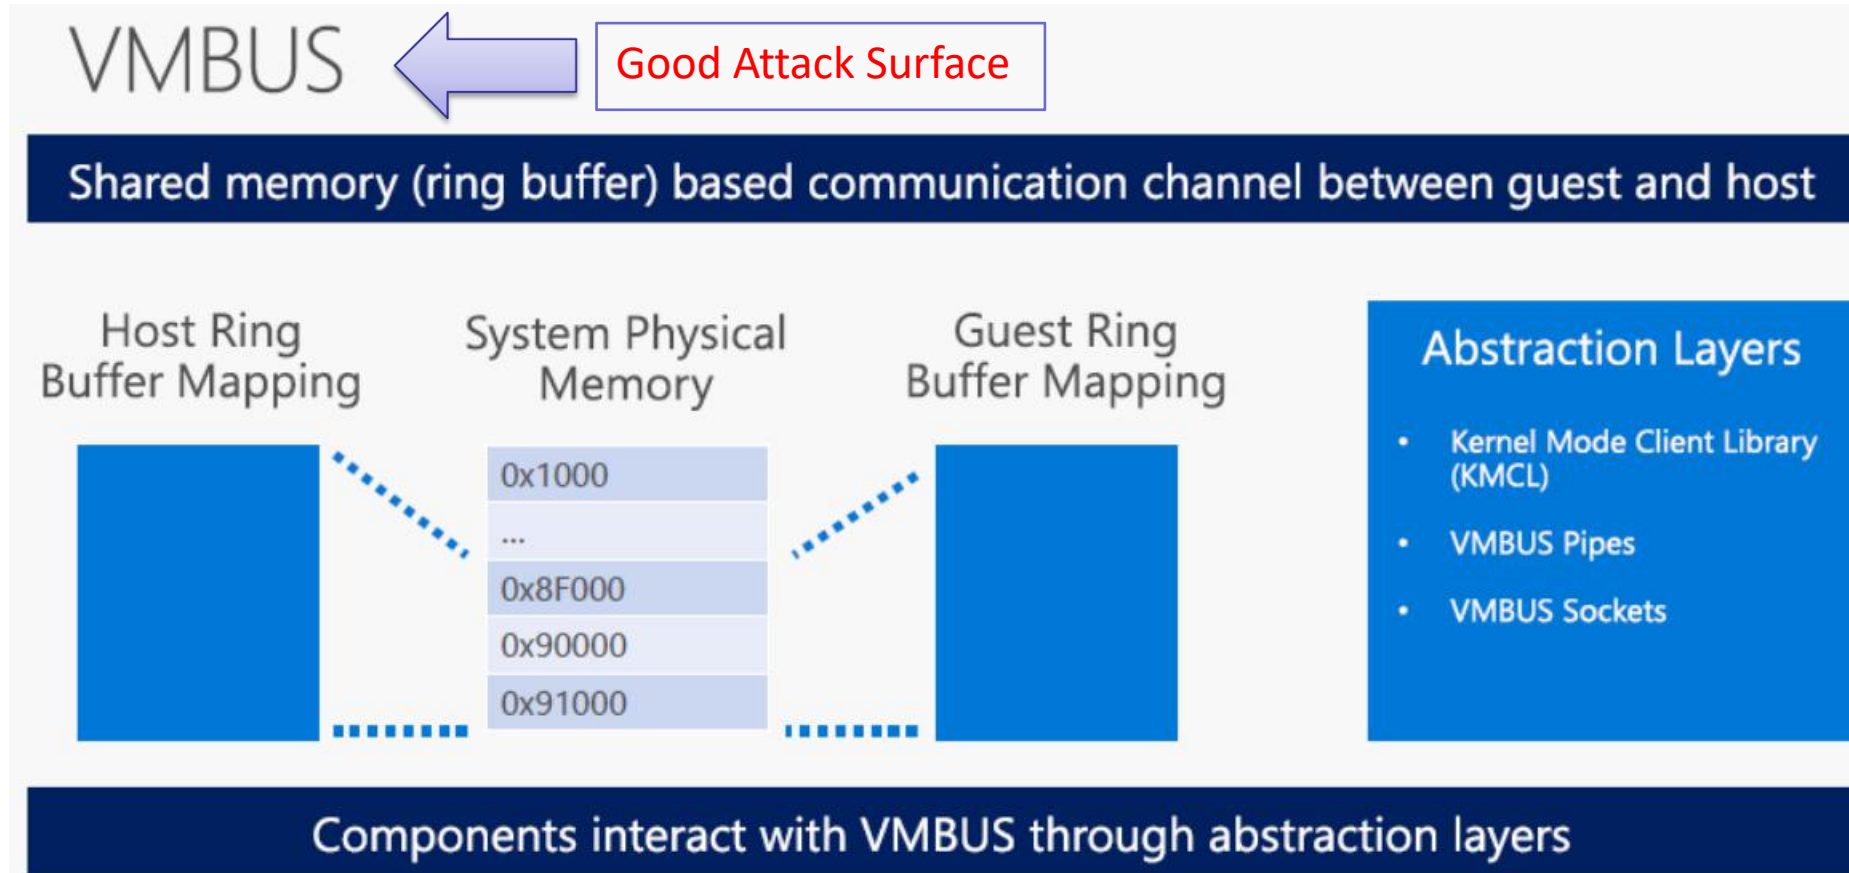 VMBUS
Good Attack Surface
Shared memory (ring buffer) based communication channel between guest and host
Host Ring
Buffer Mapping
System Physical
Memory
Guest Ring
Buffer Mapping
0x1000
...
0x8F000
0x90000
0x91000
Abstraction Layers
• Kernel Mode Client Library
(KMCL)
• VMBUS Pipes
• VMBUS Sockets
Components interact with VMBUS through abstraction layers